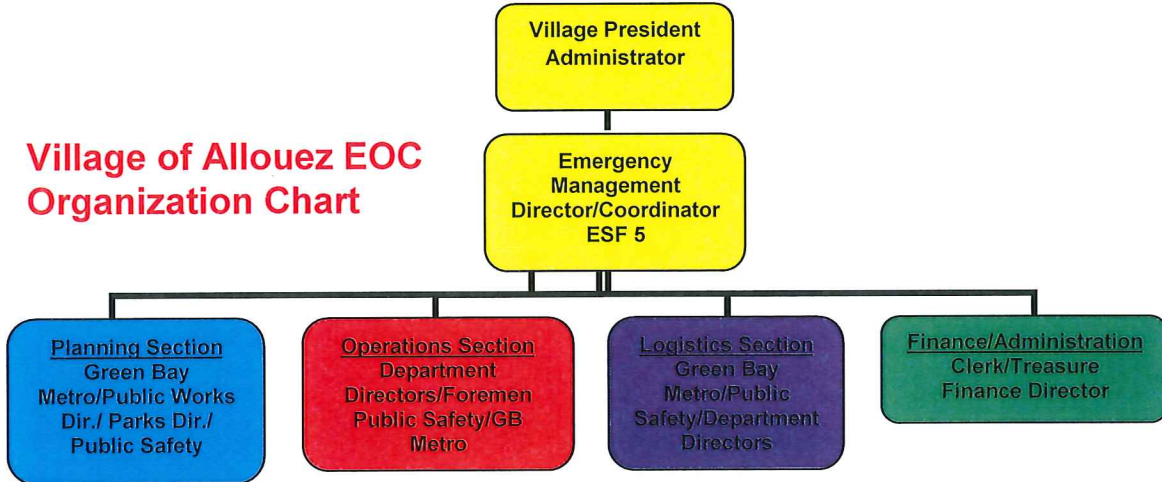 Village President
Administrator
Village of Allouez EOC
Organization Chart
Emergency
Management
Director/Coordinator
ESF 5
Planning Section
Green Bay
Metro/Public Works
Dir./ Parks Dir./
Public Safety
Operations Section
Department
Directors/Foremen
Public Safety/GB
Metro
Logistics Section
Green Bay
Metro/Public
Safety/Department
Directors
Finance/Administration
Clerk/Treasure
Finance Director